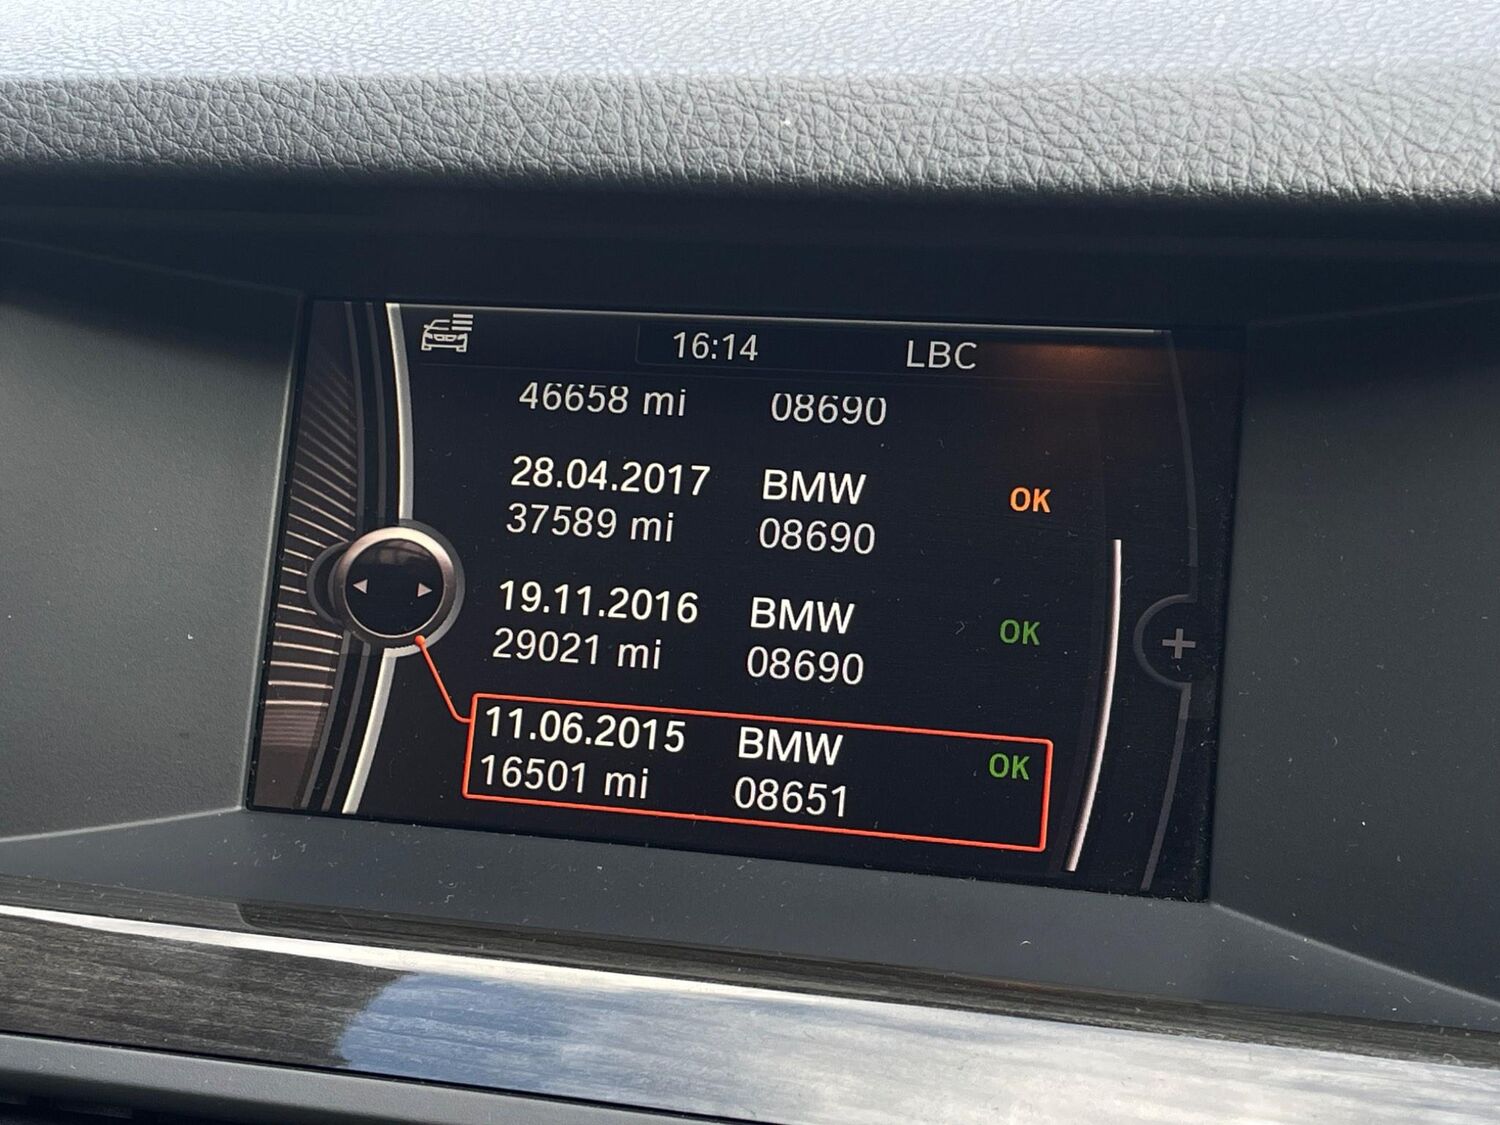 16:14 LBC
46658 mi 08690
28.04.2017 BMW OK
37589 mi 08690
19.11.2016 BMW OK
29021 mi 08690
11.06.2015 BMW OK
16501 mi 08651